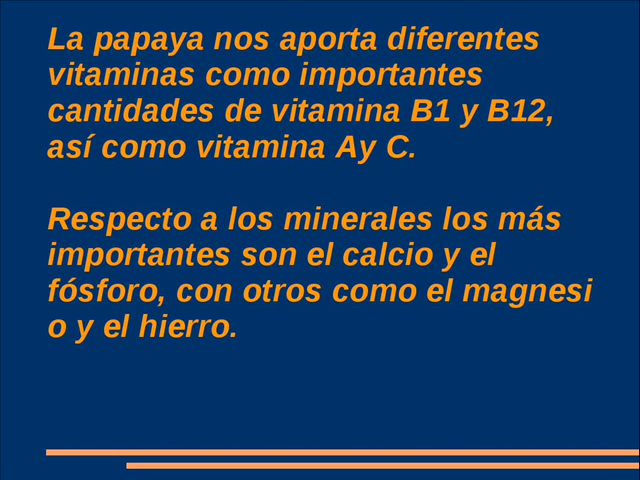 La papaya nos aporta diferentes
vitaminas como importantes
cantidades de vitamina B1 y B12,
así como vitamina Ay C.
Respecto a los minerales los más
importantes son el calcio y el
fósforo, con otros como el magnesi
o y el hierro.